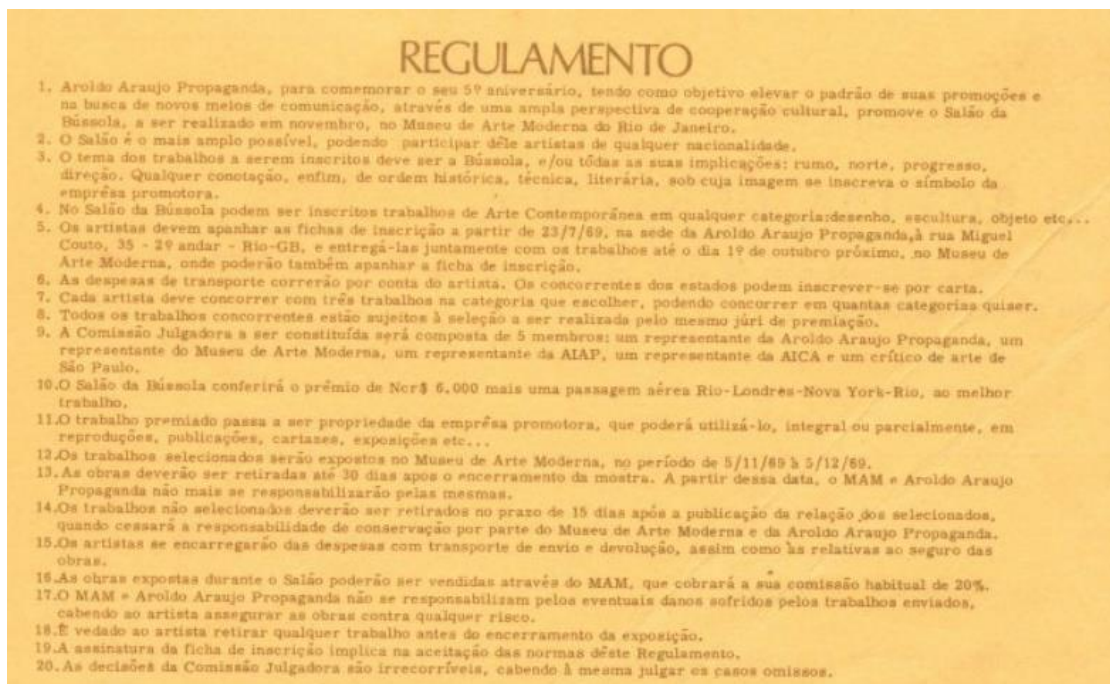 REGULAMENTO
1. Aroldo Araujo Propaganda, para comemorar o seu 5º aniversário, tendo como objetivo elevar o padrão de suas promoções e
na busca de novos meios de comunicação, através de uma ampla perspectiva de cooperação cultural, promove o Salão da
Bússola, a ser realizado em novembro, no Museu de Arte Moderna do Rio de Janeiro.
2. O Salão é o mais amplo possível, podendo participar dêle artistas de qualquer nacionalidade.
3. O tema dos trabalhos a serem inscritos deve ser a Bússola, e/ou tôdas as suas implicações: rumo, norte, progresso,
direção. Qualquer conotação, enfim, de ordem histórica, técnica, literária, sob cuja imagem se inscreva o símbolo da
emprêsa promotora.
4. No Salão da Bússola podem ser inscritos trabalhos de Arte Contemporânea em qualquer categoria:desenho, escultura, objeto etc...
5. Os artistas devem apanhar as fichas de inscrição a partir de 23/7/69, na sede da Aroldo Araujo Propaganda,à rua Miguel
Couto, 35 - 2º andar - Rio-GB, e entregá-las juntamente com os trabalhos até o dia 1º de outubro próximo, no Museu de
Arte Moderna, onde poderão também apanhar a ficha de inscrição.
6. As despesas de transporte correrão por conta do artista. Os concorrentes dos estados podem inscrever-se por carta.
7. Cada artista deve concorrer com três trabalhos na categoria que escolher, podendo concorrer em quantas categorias quiser.
8. Todos os trabalhos concorrentes estão sujeitos à seleção a ser realizada pelo mesmo júri de premiação.
9. A Comissão Julgadora a ser constituída será composta de 5 membros: um representante da Aroldo Araujo Propaganda, um
representante do Museu de Arte Moderna, um representante da AIAP, um representante da AICA e um crítico de arte de
São Paulo.
10.O Salão da Bússola conferirá o prêmio de Ncr$ 6.000 mais uma passagem aérea Rio-Londres-Nova York-Rio, ao melhor
trabalho.
11.O trabalho premiado passa a ser propriedade da emprêsa promotora, que poderá utilizá-lo, integral ou parcialmente, em
reproduções, publicações, cartazes, exposições etc...
12.Os trabalhos selecionados serão expostos no Museu de Arte Moderna, no período de 5/11/69 à 5/12/69.
13.As obras deverão ser retiradas até 30 dias após o encerramento da mostra. A partir dessa data, o MAM e Aroldo Araujo
Propaganda não mais se responsabilizarão pelas mesmas.
14.Os trabalhos não selecionados deverão ser retirados no prazo de 15 dias após a publicação da relação dos selecionados,
quando cessará a responsabilidade de conservação por parte do Museu de Arte Moderna e da Aroldo Araujo Propaganda.
15.Os artistas se encarregarão das despesas com transporte de envio e devolução, assim como as relativas ao seguro das
obras.
16.As obras expostas durante o Salão poderão ser vendidas através do MAM, que cobrará a sua comissão habitual de 20%.
17.O MAM e Aroldo Araujo Propaganda não se responsabilizam pelos eventuais danos sofridos pelos trabalhos enviados,
cabendo ao artista assegurar as obras contra qualquer risco.
18.É vedado ao artista retirar qualquer trabalho antes do encerramento da exposição.
19.A assinatura da ficha de inscrição implica na aceitação das normas dêste Regulamento.
20.As decisões da Comissão Julgadora são irrecorríveis, cabendo à mesma julgar os casos omissos.